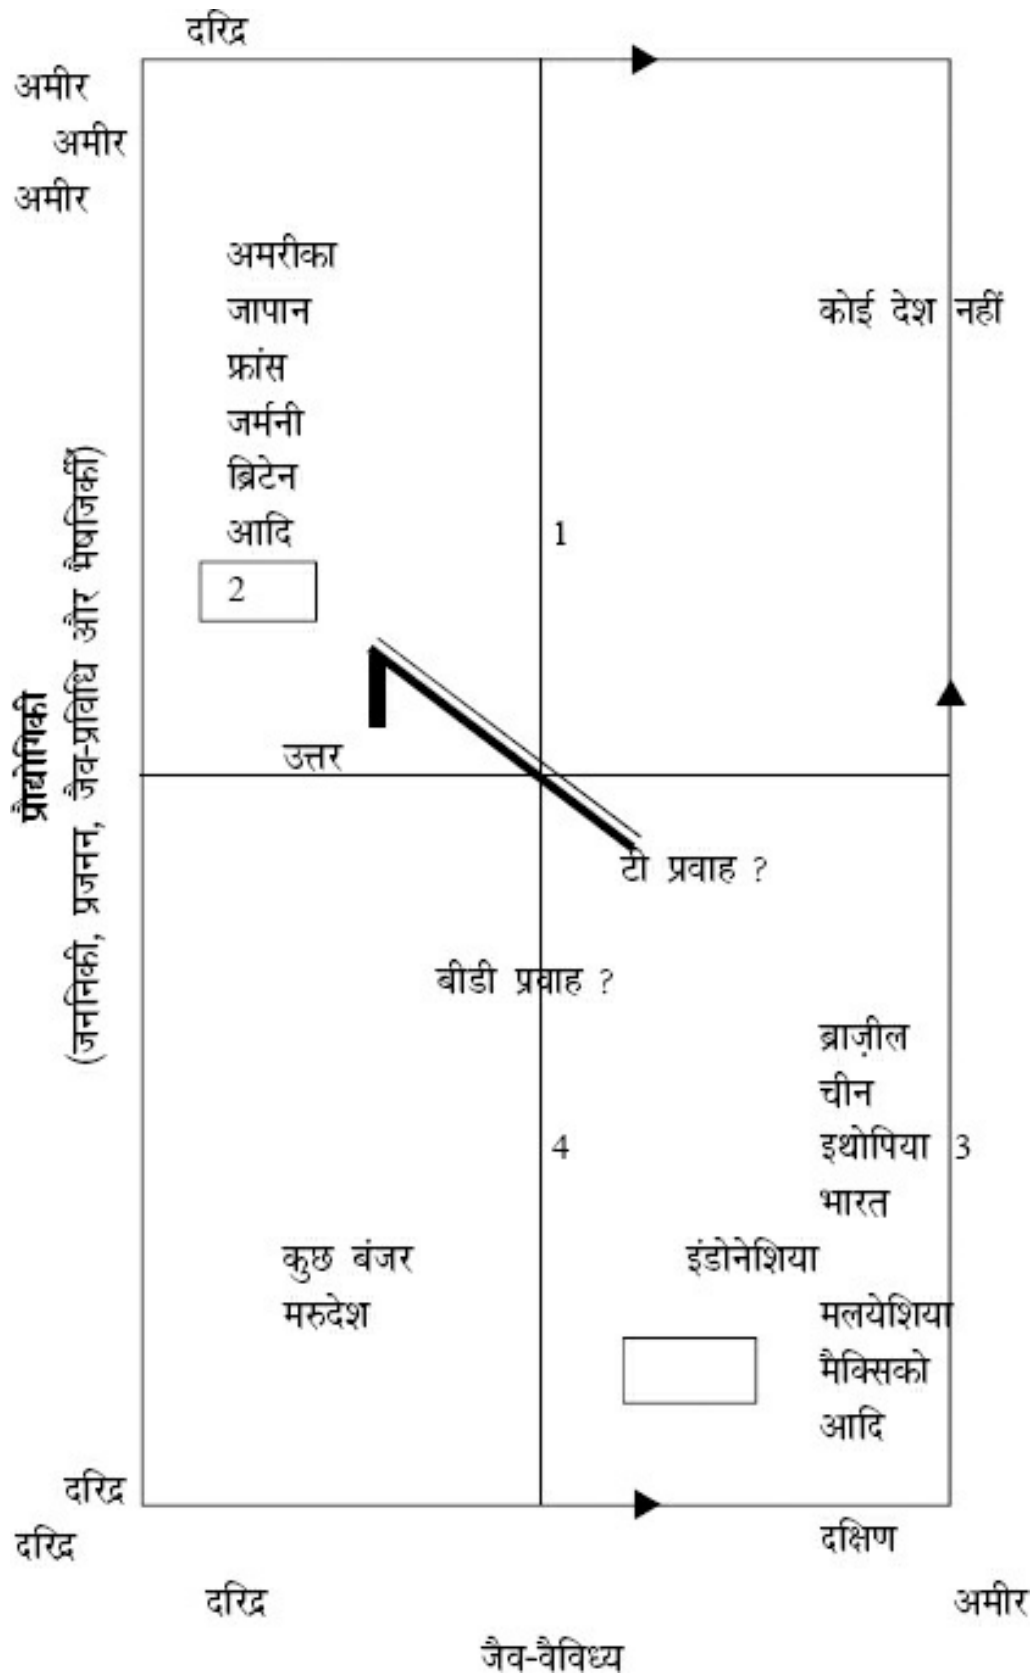 दरिद्र
अमीर
अमीर
अमीर
अमरीका
जापान
कोई देश नहीं
फ्रांस
जर्मनी
ब्रिटेन
आदि
1
2
प्रौद्योगिकी
(जननिकी, प्रजनन, जैव-प्रविधि और भैषजिकी)
उत्तर
टी प्रवाह ?
बीडी प्रवाह ?
ब्राज़ील
चीन
4
इथोपिया 3
भारत
कुछ बंजर
इंडोनेशिया
मरुदेश
मलयेशिया
मैक्सिको
आदि
दरिद्र
दरिद्र
दक्षिण
दरिद्र
अमीर
जैव-वैविध्य